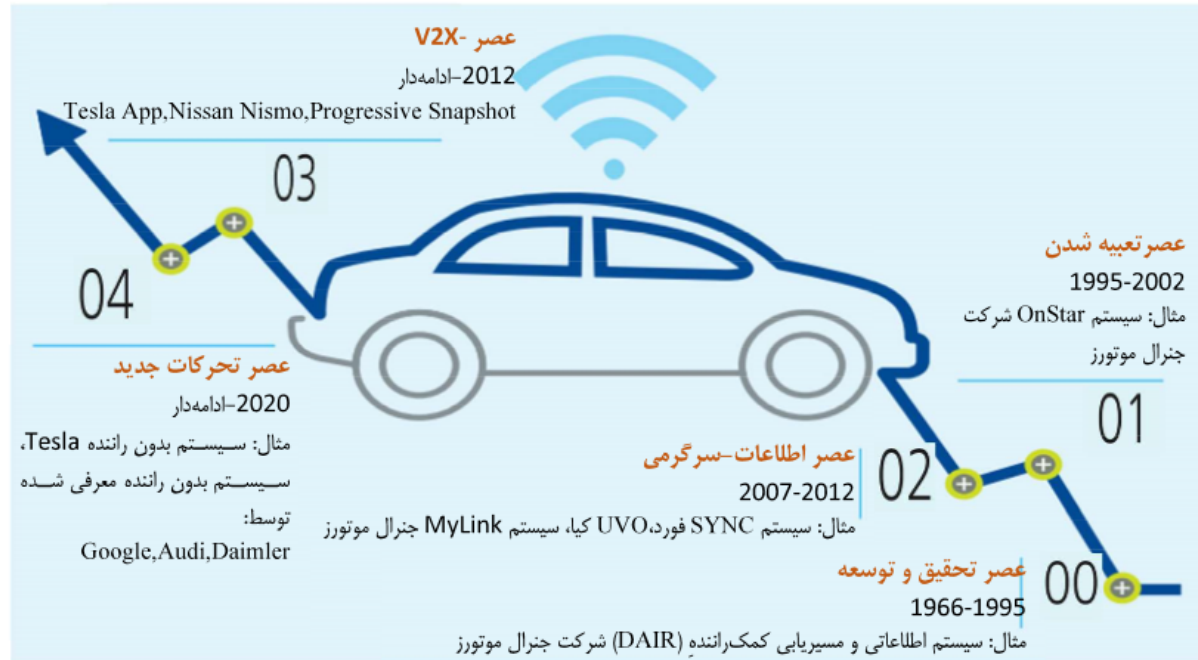 عصر -V2X
2012-ادامه‌دار
Tesla App,Nissan Nismo,Progressive Snapshot
03
04
عصر تحرکات جدید
2020-ادامه‌دار
مثال: سیستم بدون راننده Tesla،
سیستم بدون راننده معرفی شده
توسط:
Google,Audi,Daimler
عصر تعبیه شدن
1995-2002
مثال: سیستم OnStar شرکت
جنرال موتورز
01
02
عصر اطلاعات-سرگرمی
2007-2012
مثال: سیستم SYNC فورد،UVO کیا، سیستم MyLink جنرال موتورز
00
عصر تحقیق و توسعه
1966-1995
مثال: سیستم اطلاعاتی و مسیریابی کمک‌رانندهِ (DAIR) شرکت جنرال موتورز